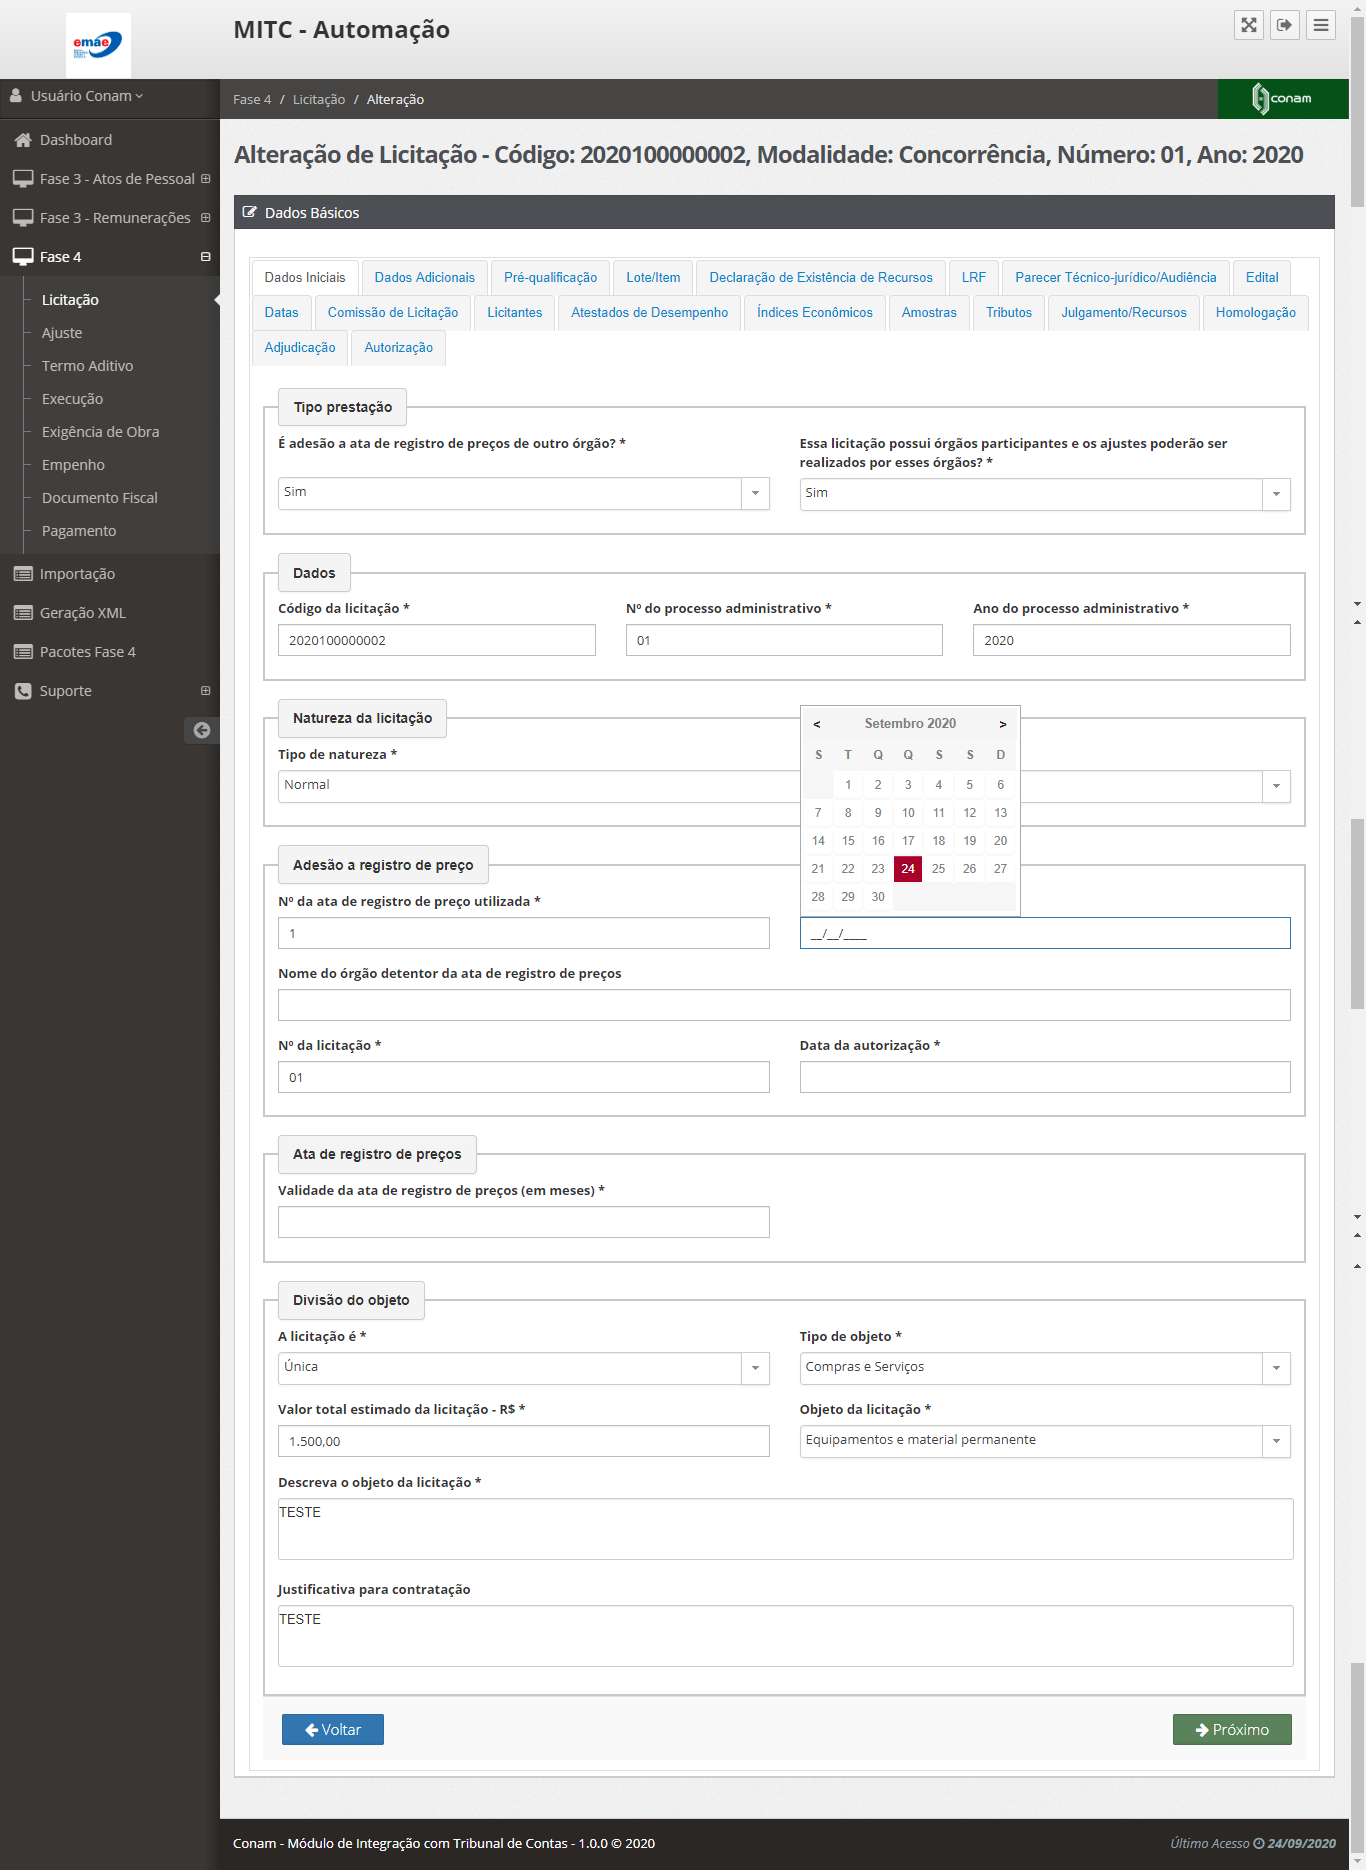 emae
MITC - Automação
Usuário Conam
Fase 4 / Licitação / Alteração
conam
Dashboard
Fase 3 - Atos de Pessoal
Fase 3 - Remunerações
Fase 4
Licitação
Ajuste
Termo Aditivo
Execução
Exigência de Obra
Empenho
Documento Fiscal
Pagamento
Importação
Geração XML
Pacotes Fase 4
Suporte
Alteração de Licitação - Código: 2020100000002, Modalidade: Concorrência, Número: 01, Ano: 2020
Dados Básicos
Dados Iniciais Dados Adicionais Pré-qualificação Lote/Item Declaração de Existência de Recursos LRF Parecer Técnico-jurídico/Audiência Edital
Datas Comissão de Licitação Licitantes Atestados de Desempenho Índices Econômicos Amostras Tributos Julgamento/Recursos Homologação
Adjudicação Autorização
Tipo prestação
É adesão a ata de registro de preços de outro órgão? *
Sim
Essa licitação possui órgãos participantes e os ajustes poderão ser
realizados por esses órgãos? *
Sim
Dados
Código da licitação * Nº do processo administrativo * Ano do processo administrativo *
2020100000002 01 2020
Natureza da licitação
Tipo de natureza *
Normal
< Setembro 2020 >
S T Q Q S S D
1 2 3 4 5 6
7 8 9 10 11 12 13
14 15 16 17 18 19 20
21 22 23 24 25 26 27
28 29 30
Adesão a registro de preço
Nº da ata de registro de preço utilizada *
1 __/__/____
Nome do órgão detentor da ata de registro de preços
Nº da licitação * Data da autorização *
01
Ata de registro de preços
Validade da ata de registro de preços (em meses) *
Divisão do objeto
A licitação é * Tipo de objeto *
Única Compras e Serviços
Valor total estimado da licitação - R$ * Objeto da licitação *
1.500,00 Equipamentos e material permanente
Descreva o objeto da licitação *
TESTE
Justificativa para contratação
TESTE
Voltar Próximo
Conam - Módulo de Integração com Tribunal de Contas - 1.0.0 © 2020 Último Acesso 24/09/2020